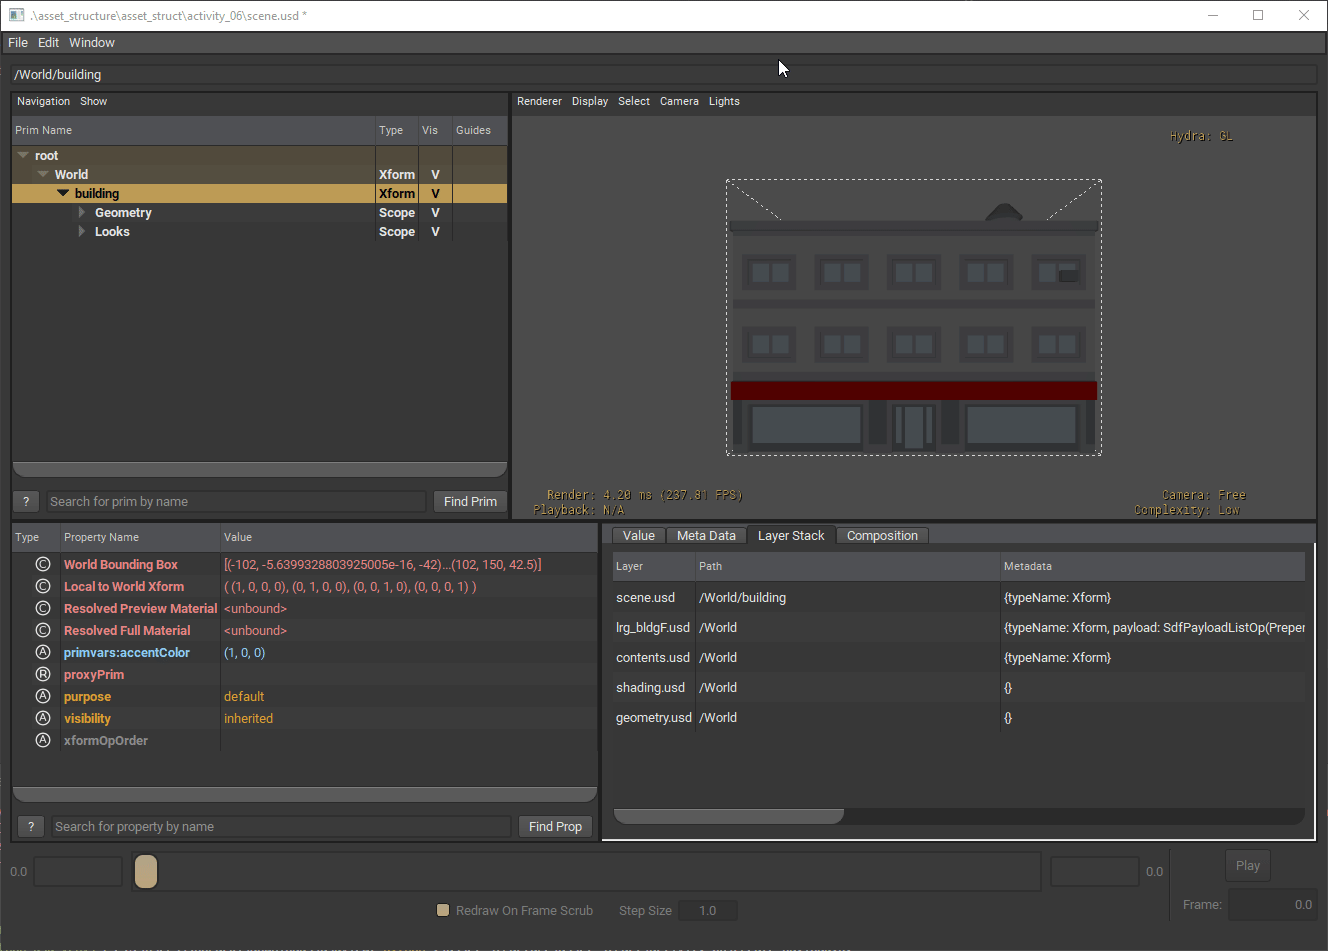 .\asset_structure\asset_struct\activity_06\scene.usd *
File Edit Window
/World/building
Navigation Show
Prim Name Type Vis Guides
root
World Xform V
building Xform V
Geometry Scope V
Looks Scope V
? Search for prim by name Find Prim
Renderer Display Select Camera Lights
Hydra: GL
Render: 4.20 ms (237.81 FPS)
Playback: N/A
Camera: Free
Complexity: Low
Type Property Name Value
C World Bounding Box [(-102, -5.6399328803925005e-16, -42)...(102, 150, 42.5)]
C Local to World Xform ( (1, 0, 0, 0), (0, 1, 0, 0), (0, 0, 1, 0), (0, 0, 0, 1) )
C Resolved Preview Material <unbound>
C Resolved Full Material <unbound>
A primvars:accentColor (1, 0, 0)
R proxyPrim
A purpose default
A visibility inherited
A xformOpOrder
? Search for property by name Find Prop
Value Meta Data Layer Stack Composition
Layer Path Metadata
scene.usd /World/building {typeName: Xform}
lrg_bldgF.usd /World {typeName: Xform, payload: SdfPayloadListOp(Preper
contents.usd /World {typeName: Xform}
shading.usd /World {}
geometry.usd /World {}
0.0 0.0 Play
Redraw On Frame Scrub Step Size 1.0 Frame: 0.0